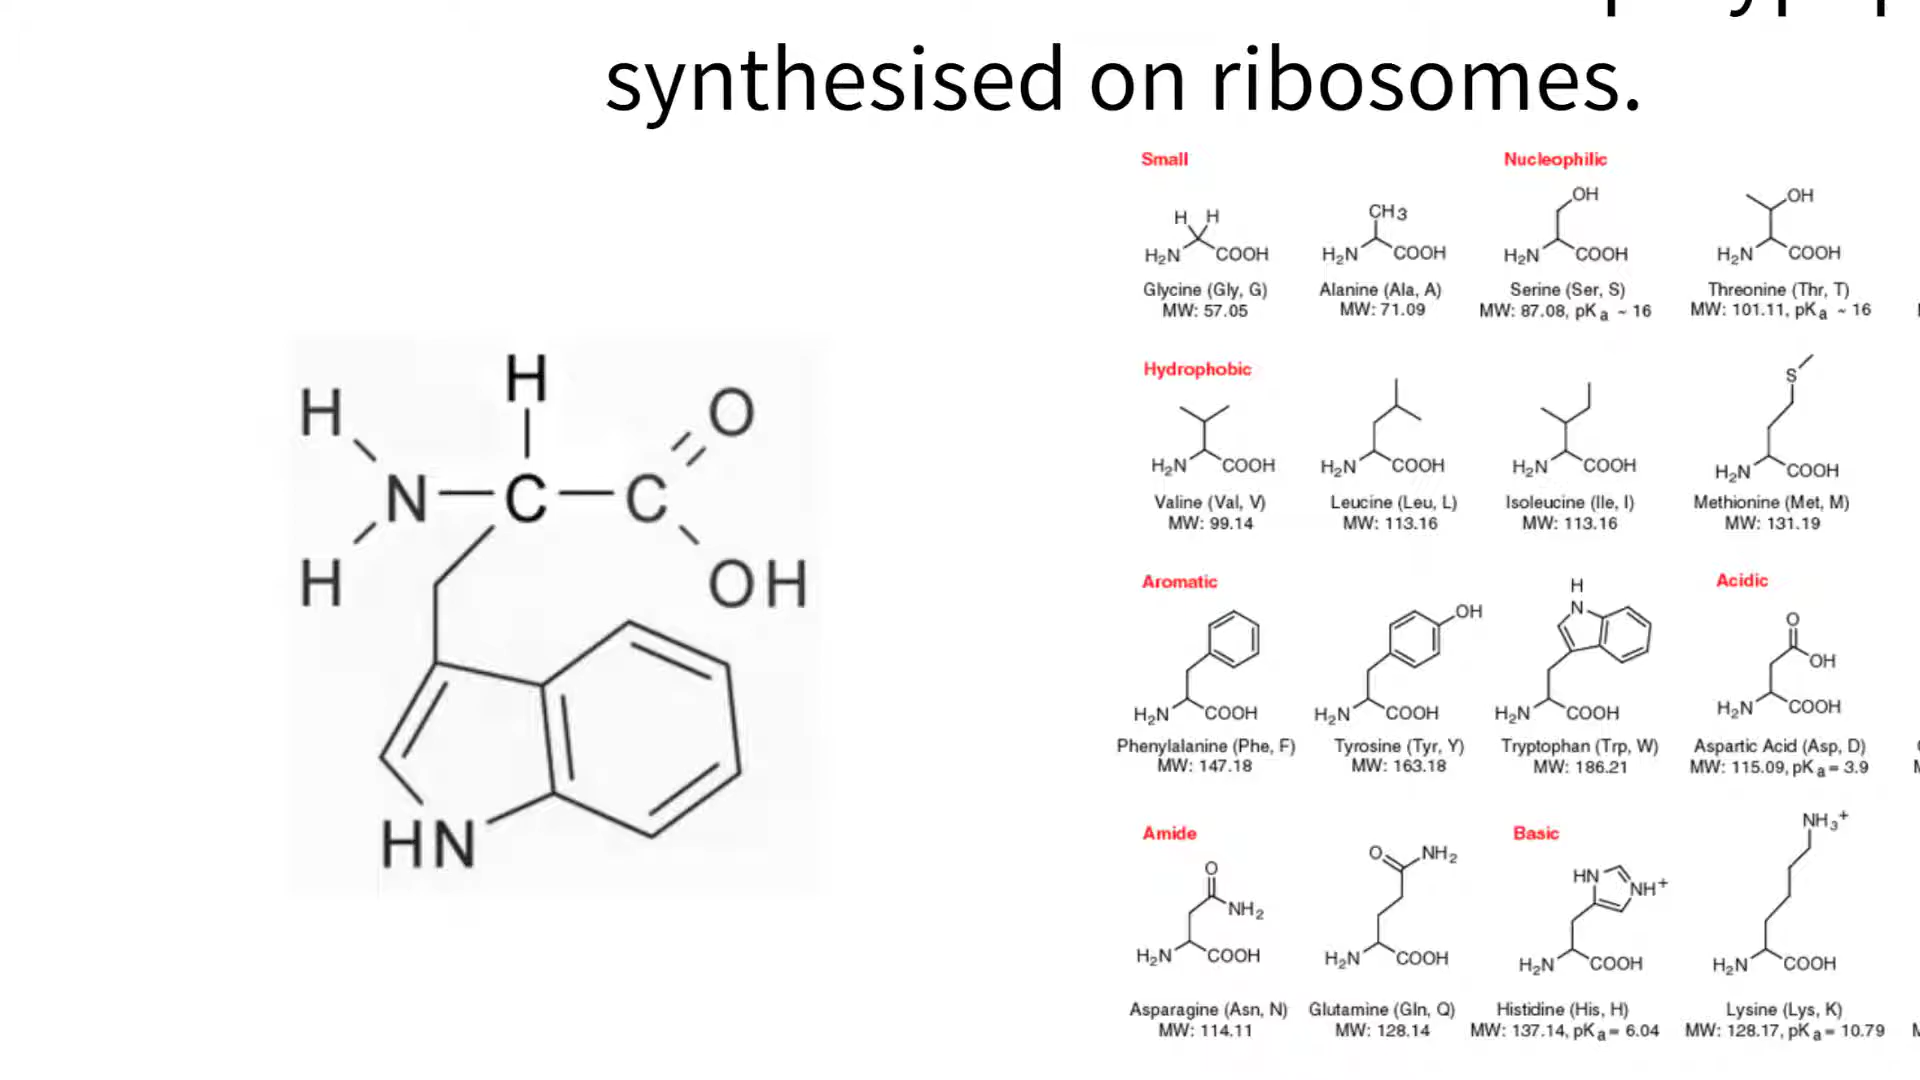 synthesised on ribosomes.
H
H
O
N
C
C
H
OH
HN
Small
Nucleophilic
H H
H₂N COOH
CH3
H₂N COOH
OH
H₂N COOH
OH
H₂N COOH
Glycine (Gly, G)
MW: 57.05
Alanine (Ala, A)
MW: 71.09
Serine (Ser, S)
MW: 87.08, pKa ~ 16
Threonine (Thr, T)
MW: 101.11, pKa ~ 16
Hydrophobic
H₂N COOH
H₂N COOH
H₂N COOH
S
H₂N COOH
Valine (Val, V)
MW: 99.14
Leucine (Leu, L)
MW: 113.16
Isoleucine (Ile, I)
MW: 113.16
Methionine (Met, M)
MW: 131.19
Aromatic
Acidic
H₂N COOH
OH
H₂N COOH
H
N
H₂N COOH
O
OH
H₂N COOH
Phenylalanine (Phe, F)
MW: 147.18
Tyrosine (Tyr, Y)
MW: 163.18
Tryptophan (Trp, W)
MW: 186.21
Aspartic Acid (Asp, D)
MW: 115.09, pKa = 3.9
Amide
Basic
O
NH₂
H₂N COOH
O NH₂
H₂N COOH
HN
NH+
H₂N COOH
NH₃+
H₂N COOH
Asparagine (Asn, N)
MW: 114.11
Glutamine (Gln, Q)
MW: 128.14
Histidine (His, H)
MW: 137.14, pKa = 6.04
Lysine (Lys, K)
MW: 128.17, pKa = 10.79